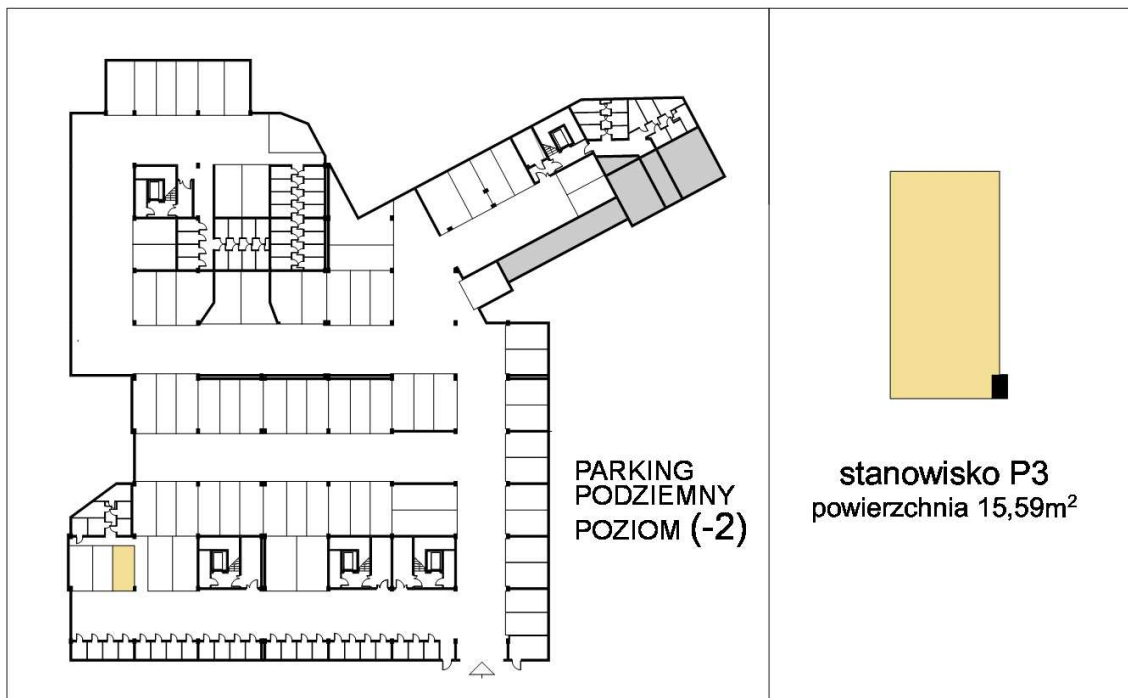 PARKING
PODZIEMNY
POZIOM (-2)
stanowisko P3
powierzchnia 15,59m²